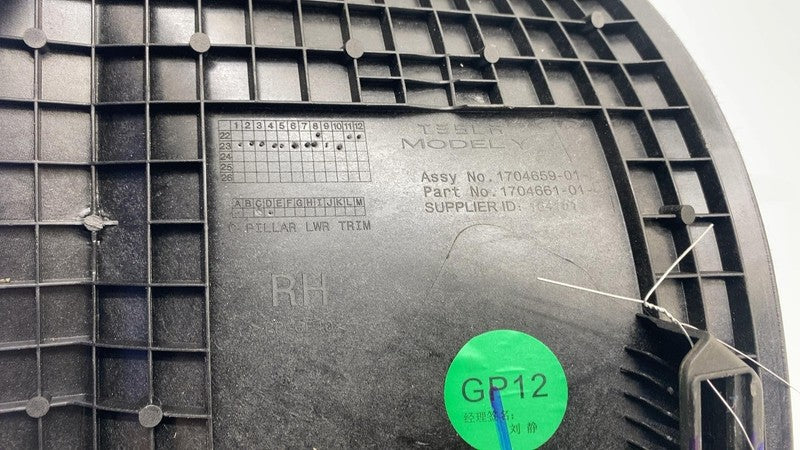 1 2 3 4 5 6 7 8 9 10 11 12
22
23
24
25
26
A B C D E F G H I J K L M
C PILLAR LWR TRIM
RH
TESLA
MODEL Y
Assy No. 1704659-01-
Part No. 1704661-01-
SUPPLIER ID:
GP12
经理签名:
刘静